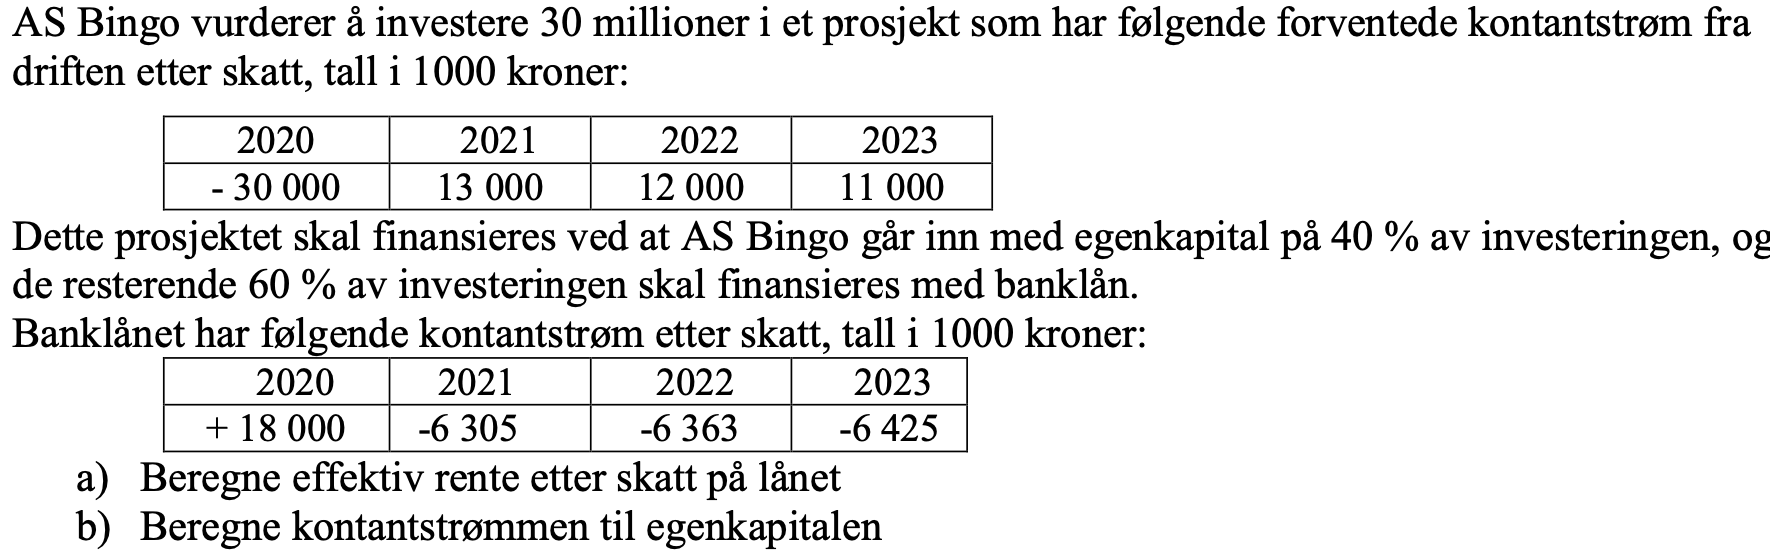 AS Bingo vurderer å investere 30 millioner i et prosjekt som har følgende forventede kontantstrøm fra
driften etter skatt, tall i 1000 kroner:
2020 2021 2022 2023
- 30 000 13 000 12 000 11 000
Dette prosjektet skal finansieres ved at AS Bingo går inn med egenkapital på 40 % av investeringen, og
de resterende 60 % av investeringen skal finansieres med banklån.
Banklånet har følgende kontantstrøm etter skatt, tall i 1000 kroner:
2020 2021 2022 2023
+ 18 000 -6 305 -6 363 -6 425
a) Beregne effektiv rente etter skatt på lånet
b) Beregne kontantstrømmen til egenkapitalen